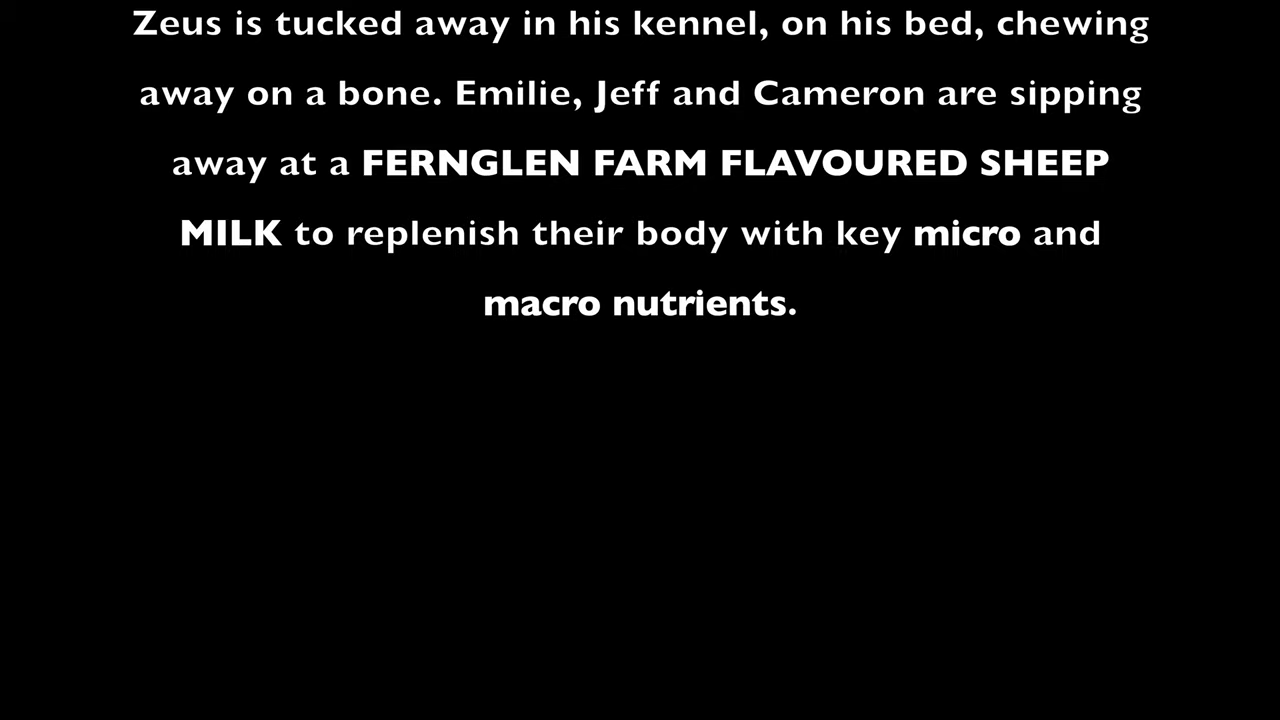 Zeus is tucked away in his kennel, on his bed, chewing
away on a bone. Emilie, Jeff and Cameron are sipping
away at a FERNGLEN FARM FLAVOURED SHEEP
MILK to replenish their body with key micro and
macro nutrients.